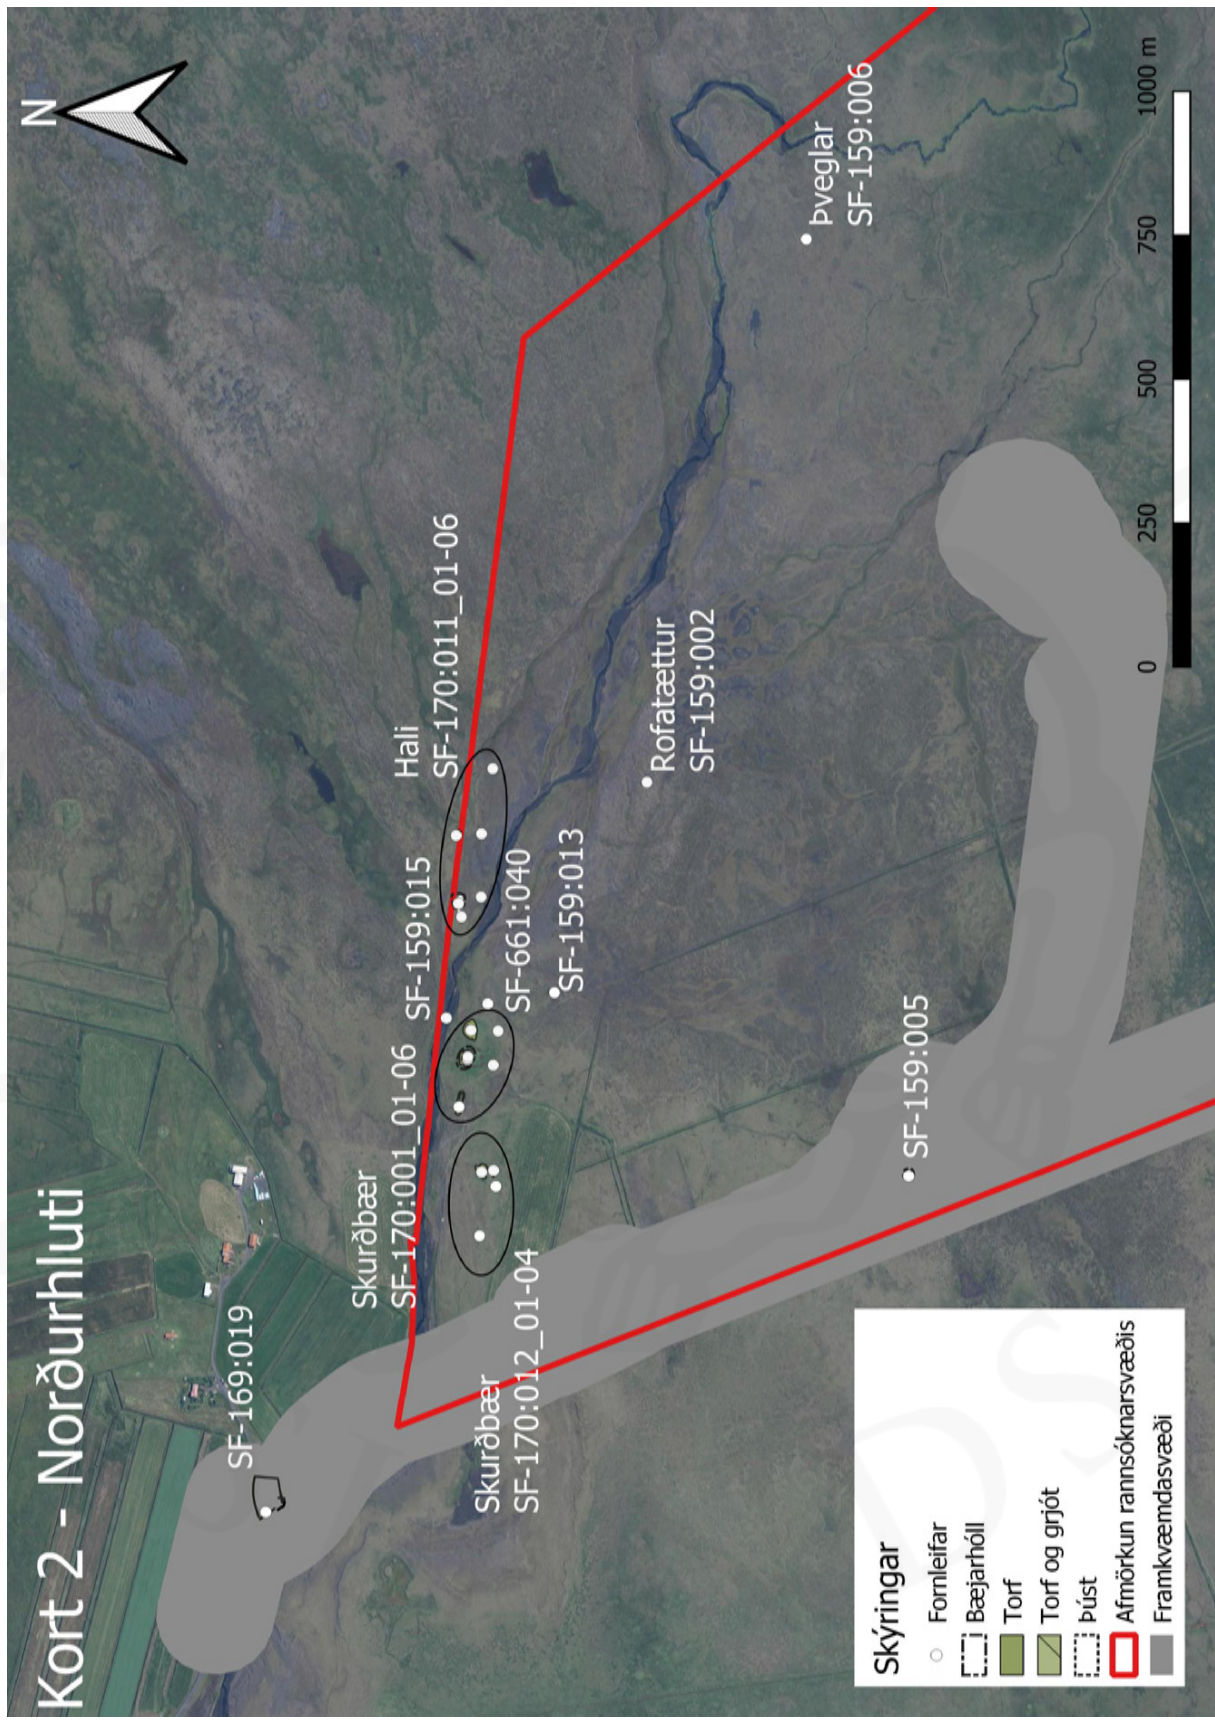 Kort 2 - Norðurhluti
N
SF-169:019
Skurðbær
SF-170:001_01-06
SF-159:015
Hali
SF-170:011_01-06
Skurðbær
SF-170:012_01-04
SF-661:040
SF-159:013
Rofatættur
SF-159:002
Þveglar
SF-159:006
SF-159:005
Skýringar
Fornleifar
Bæjarhóll
Torf
Torf og grjót
Þúst
Afmörkun rannsóknarsvæðis
Framkvæmdasvæði
0 250 500 750 1000 m